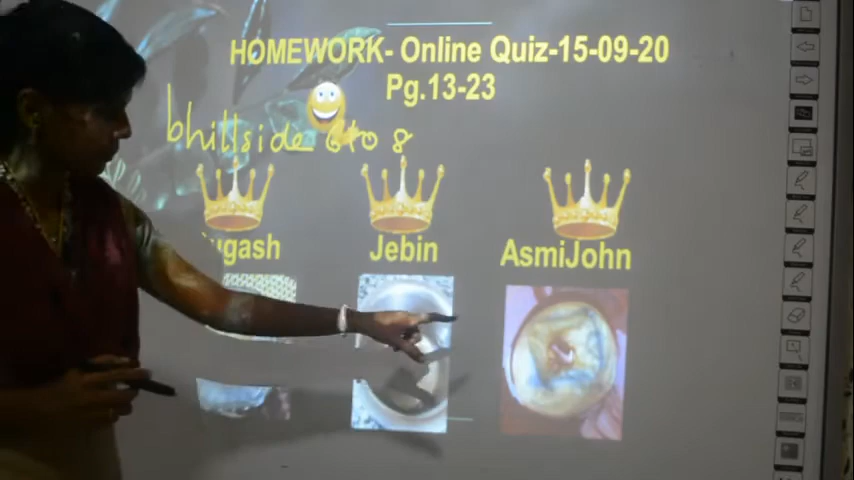 HOMEWORK- Online Quiz-15-09-20
Pg.13-23
bhillside 6to 8
Jebin
AsmiJohn